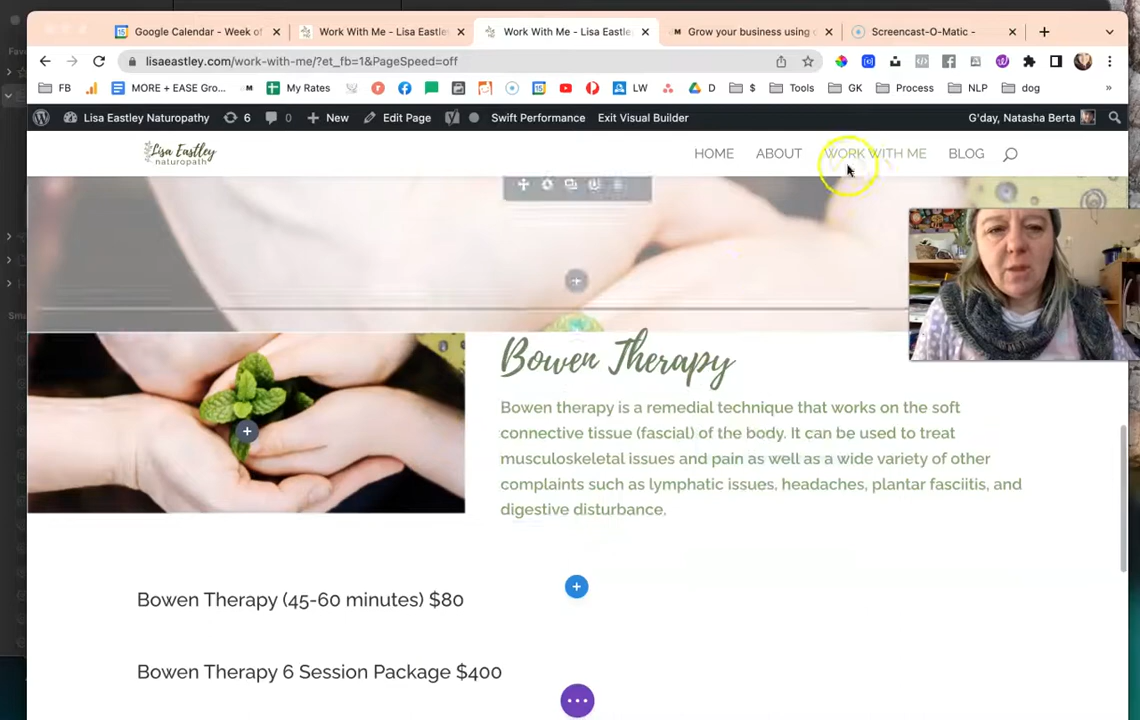 Google Calendar - Week of
Work With Me - Lisa Eastley
Work With Me - Lisa Eastley
Grow your business using
Screencast-O-Matic -
lisaeastley.com/work-with-me/?et_fb=1&PageSpeed=off
FB
MORE + EASE Gro...
My Rates
LW
D
$
Tools
GK
Process
NLP
dog
»
Lisa Eastley Naturopathy
6
0
New
Edit Page
Swift Performance
Exit Visual Builder
G'day, Natasha Berta
Lisa Eastley
naturopath
HOME
ABOUT
WORK WITH ME
BLOG
Bowen Therapy
Bowen therapy is a remedial technique that works on the soft
connective tissue (fascial) of the body. It can be used to treat
musculoskeletal issues and pain as well as a wide variety of other
complaints such as lymphatic issues, headaches, plantar fasciitis, and
digestive disturbance.
Bowen Therapy (45-60 minutes) $80
Bowen Therapy 6 Session Package $400